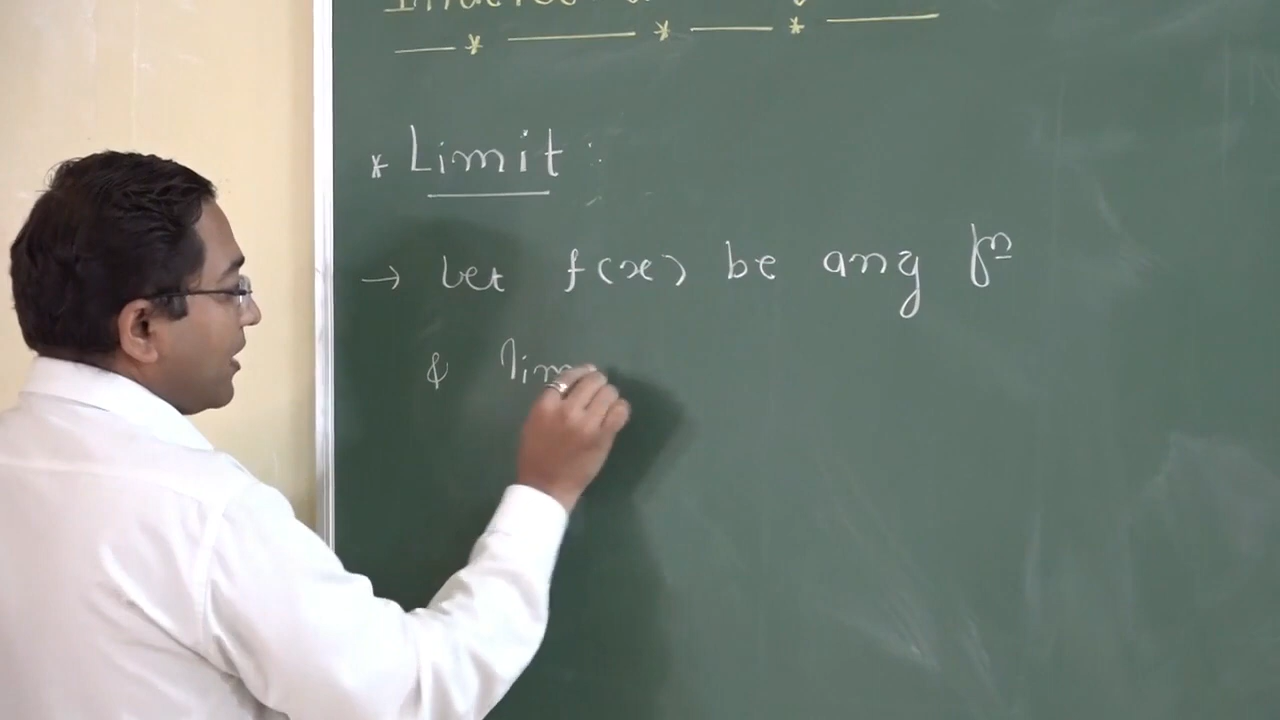 * Limit :
→ Let f(x) be any fn
& lim